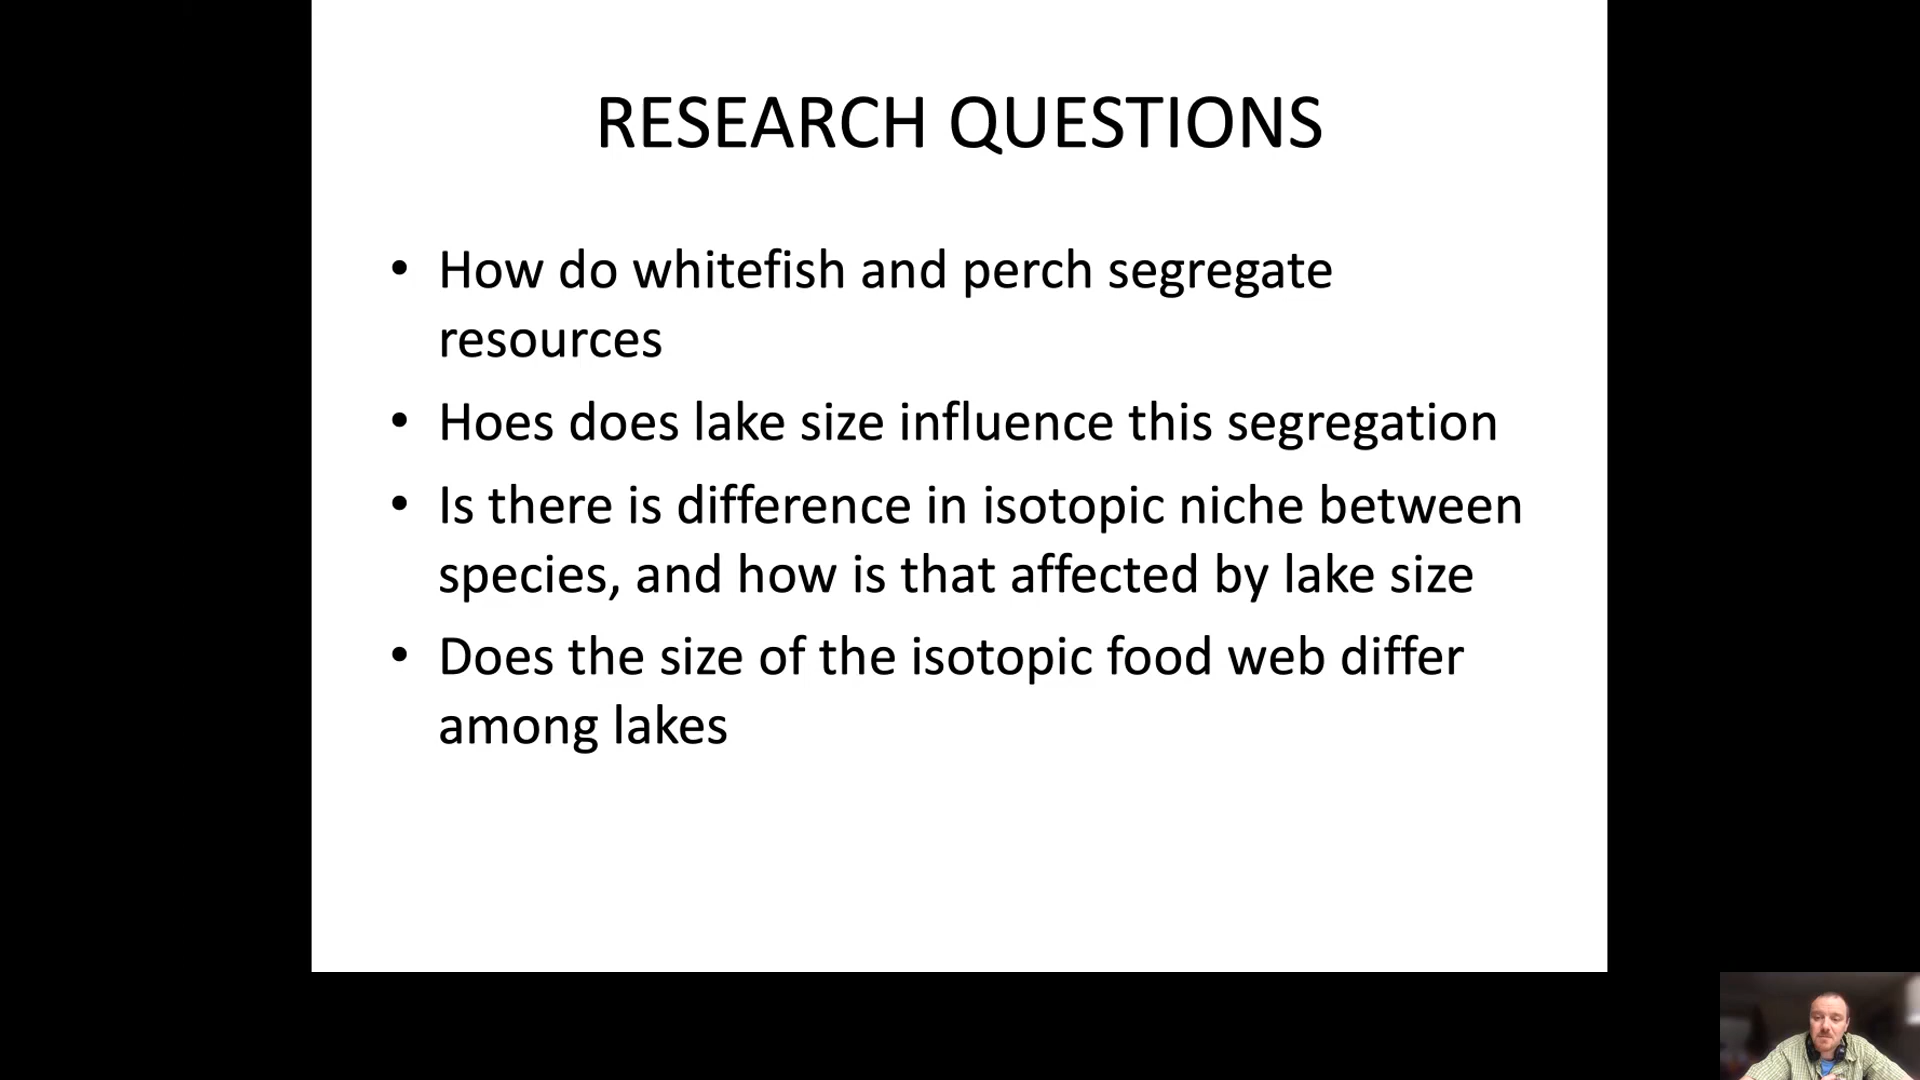 RESEARCH QUESTIONS
• How do whitefish and perch segregate
resources
• Hoes does lake size influence this segregation
• Is there is difference in isotopic niche between
species, and how is that affected by lake size
• Does the size of the isotopic food web differ
among lakes